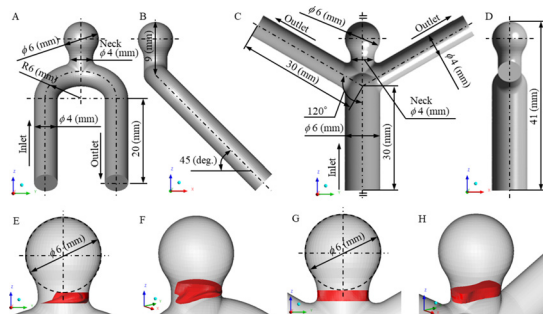 A
B
C
D
φ6 (mm)
Neck
φ4 (mm)
R6 (mm)
φ4 (mm)
Inlet
Outlet
20 (mm)
9 (mm)
45 (deg.)
Outlet
φ6 (mm)
Outlet
φ4 (mm)
30 (mm)
120°
φ6 (mm)
Neck
φ4 (mm)
Inlet
30 (mm)
41 (mm)
E
F
G
H
φ6 (mm)
φ6 (mm)